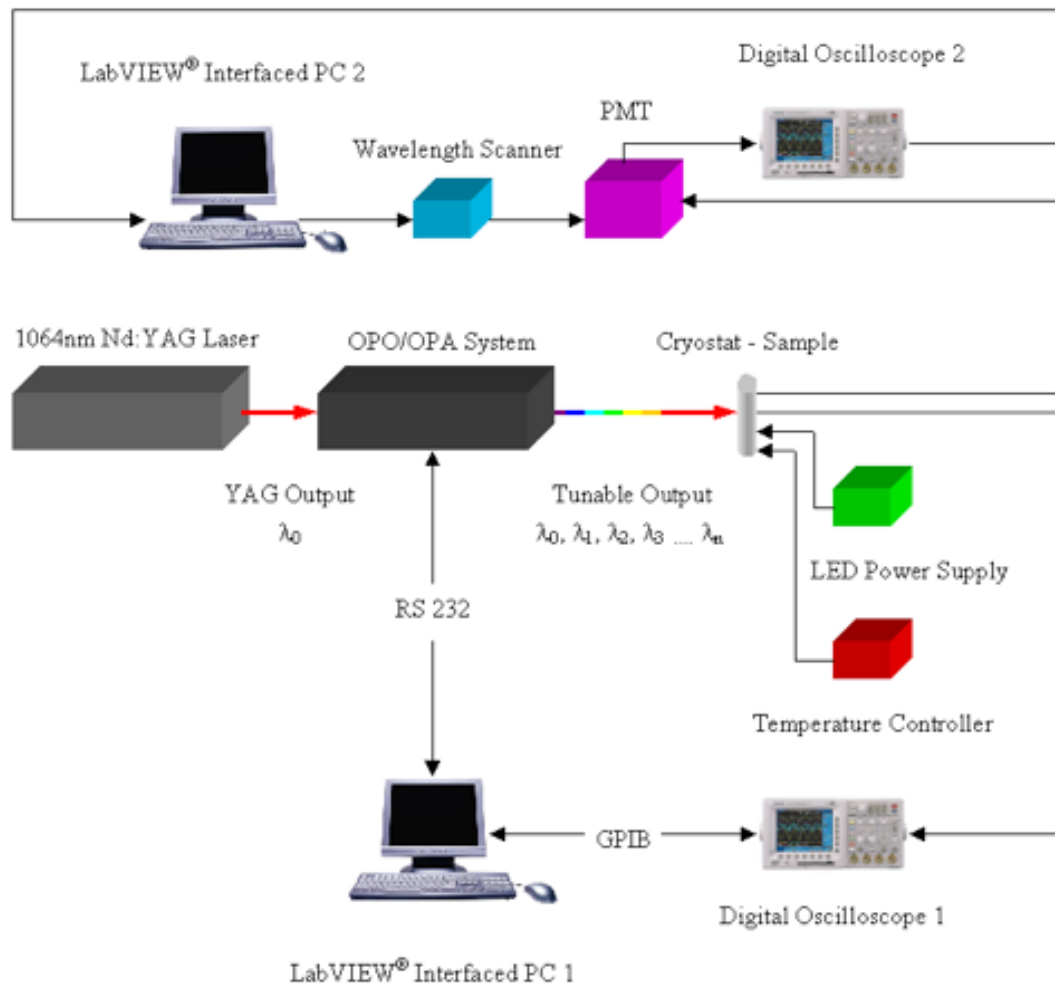 Digital Oscilloscope 2
LabVIEW® Interfaced PC 2
PMT
Wavelength Scanner
1064nm Nd:YAG Laser
OPO/OPA System
Cryostat - Sample
YAG Output
λ0
Tunable Output
λ0, λ1, λ2, λ3 .... λn
LED Power Supply
RS 232
Temperature Controller
GPIB
Digital Oscilloscope 1
LabVIEW® Interfaced PC 1